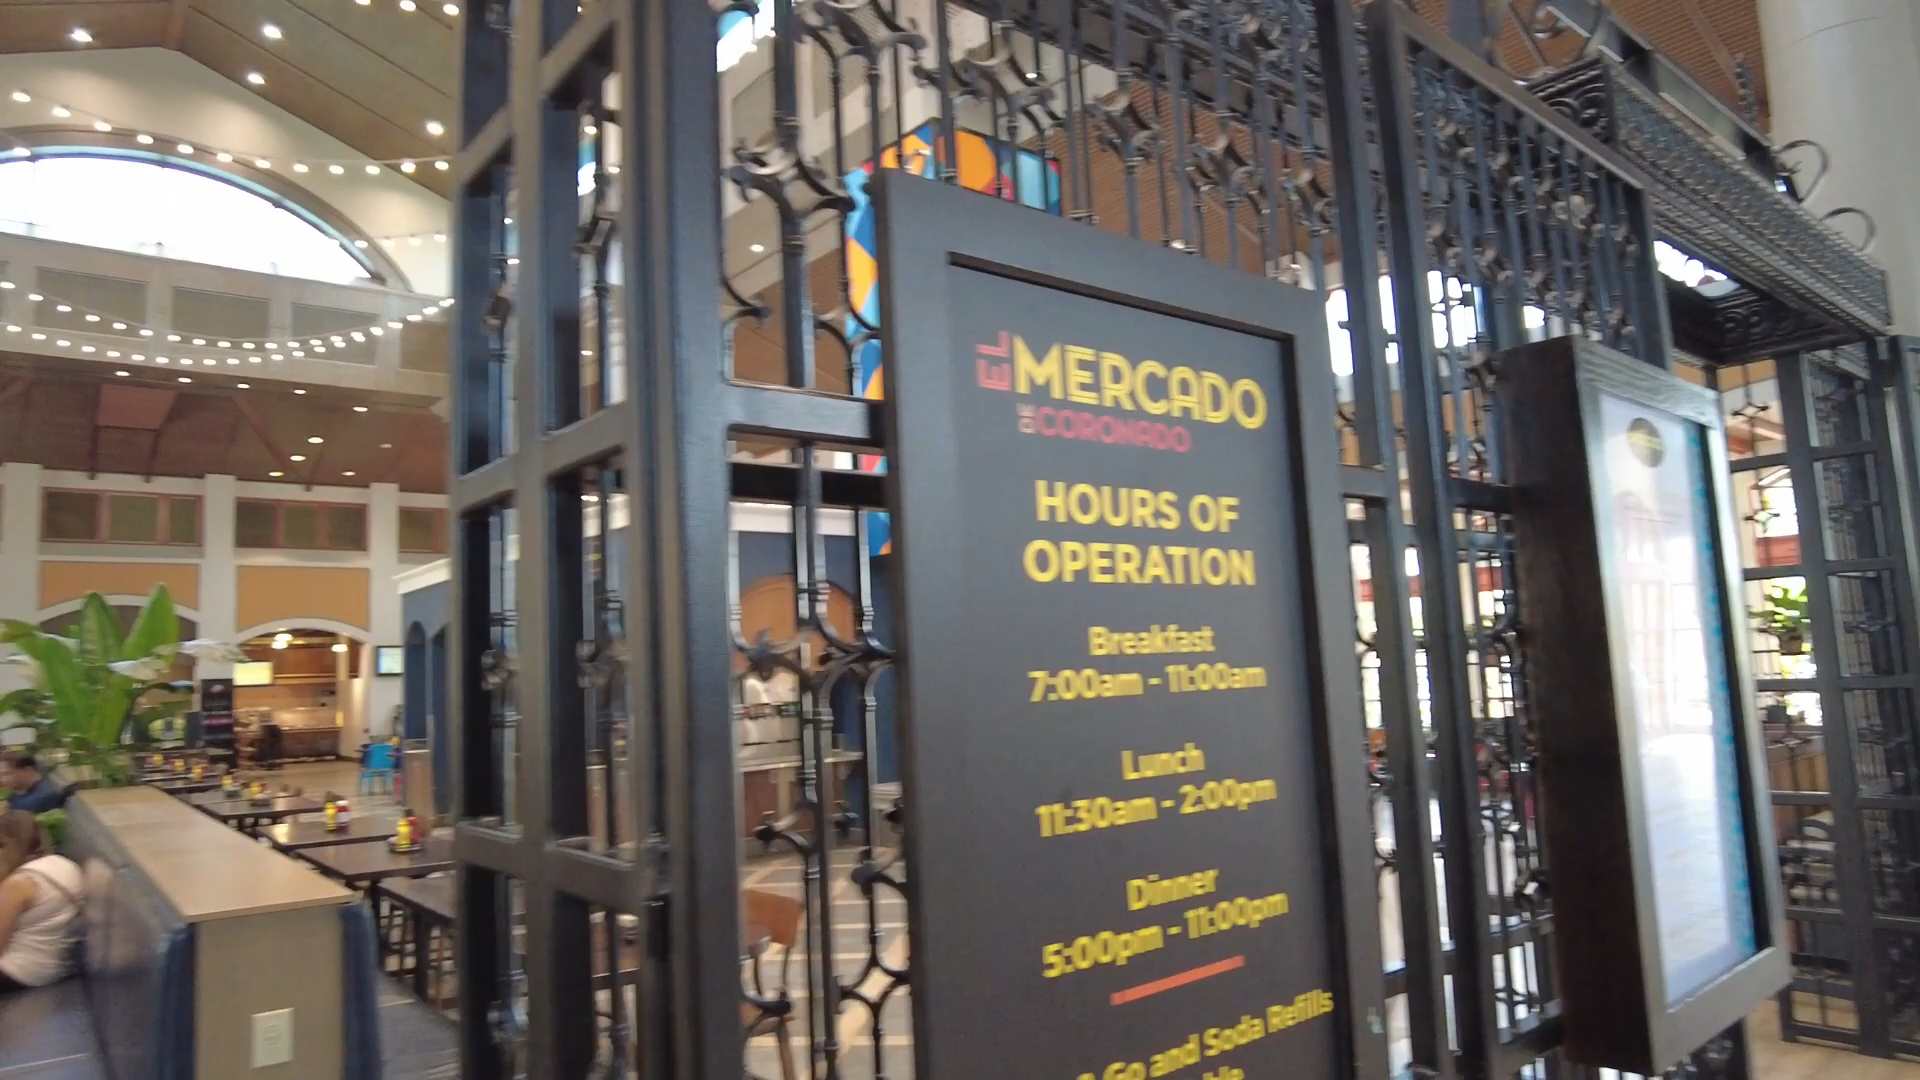 EL MERCADO
DE CORONADO
HOURS OF
OPERATION
Breakfast
7:00am - 11:00am
Lunch
11:30am - 2:00pm
Dinner
5:00pm - 11:00pm
Go and Soda Refills